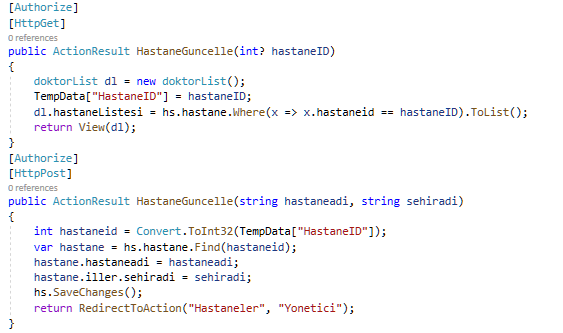 [Authorize]
[HttpGet]
0 references
public ActionResult HastaneGuncelle(int? hastaneID)
{
doktorList dl = new doktorList();
TempData["HastaneID"] = hastaneID;
dl.hastaneListesi = hs.hastane.Where(x => x.hastaneid == hastaneID).ToList();
return View(dl);
}
[Authorize]
[HttpPost]
0 references
public ActionResult HastaneGuncelle(string hastaneadi, string sehiradi)
{
int hastaneid = Convert.ToInt32(TempData["HastaneID"]);
var hastane = hs.hastane.Find(hastaneid);
hastane.hastaneadi = hastaneadi;
hastane.iller.sehiradi = sehiradi;
hs.SaveChanges();
return RedirectToAction("Hastaneler", "Yonetici");
}